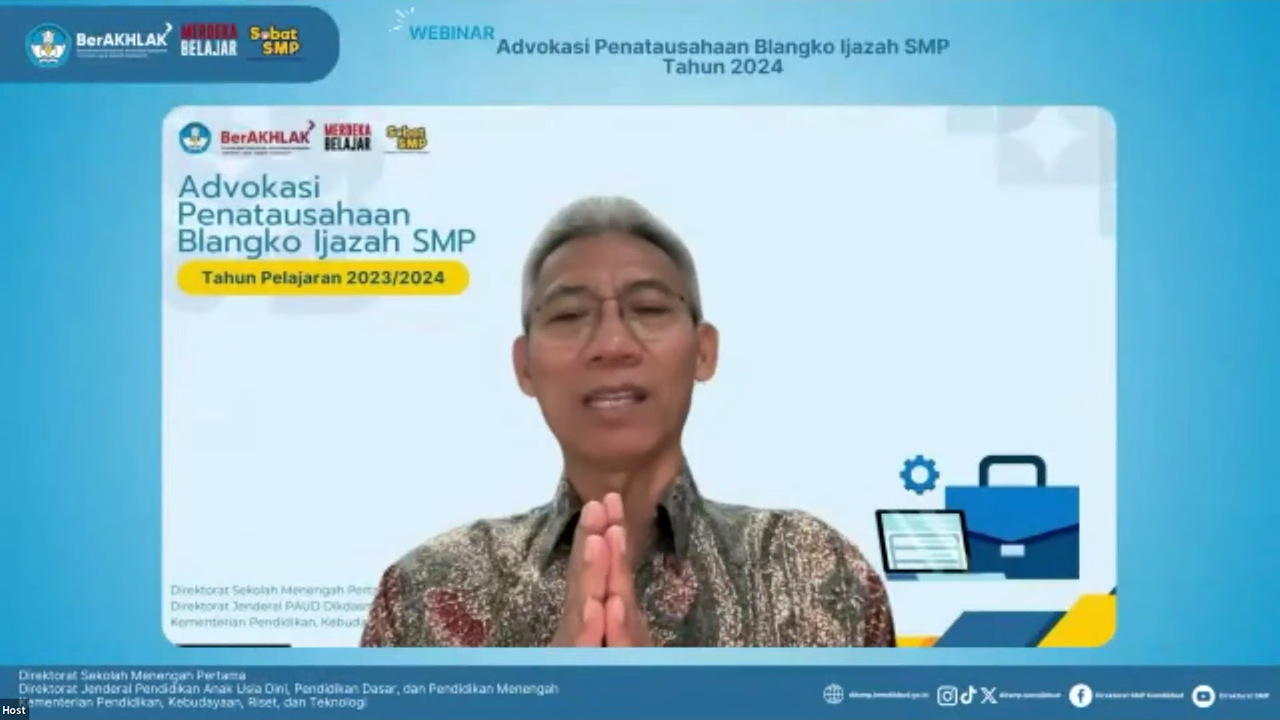 BerAKHLAK
MERDEKA
BELAJAR
Sobat
SMP
WEBINAR
Advokasi Penatausahaan Blangko Ijazah SMP
Tahun 2024
BerAKHLAK
MERDEKA
BELAJAR
Sobat
SMP
Advokasi
Penatausahaan
Blangko Ijazah SMP
Tahun Pelajaran 2023/2024
Direktorat Sekolah Menengah
Direktorat Jenderal PAUD
Kementerian Pendidikan,
Direktorat Sekolah Menengah Pertama
Direktorat Jenderal Pendidikan Anak Usia Dini, Pendidikan Dasar, dan Pendidikan Menengah
Kementerian Pendidikan, Kebudayaan, Riset, dan Teknologi
Host